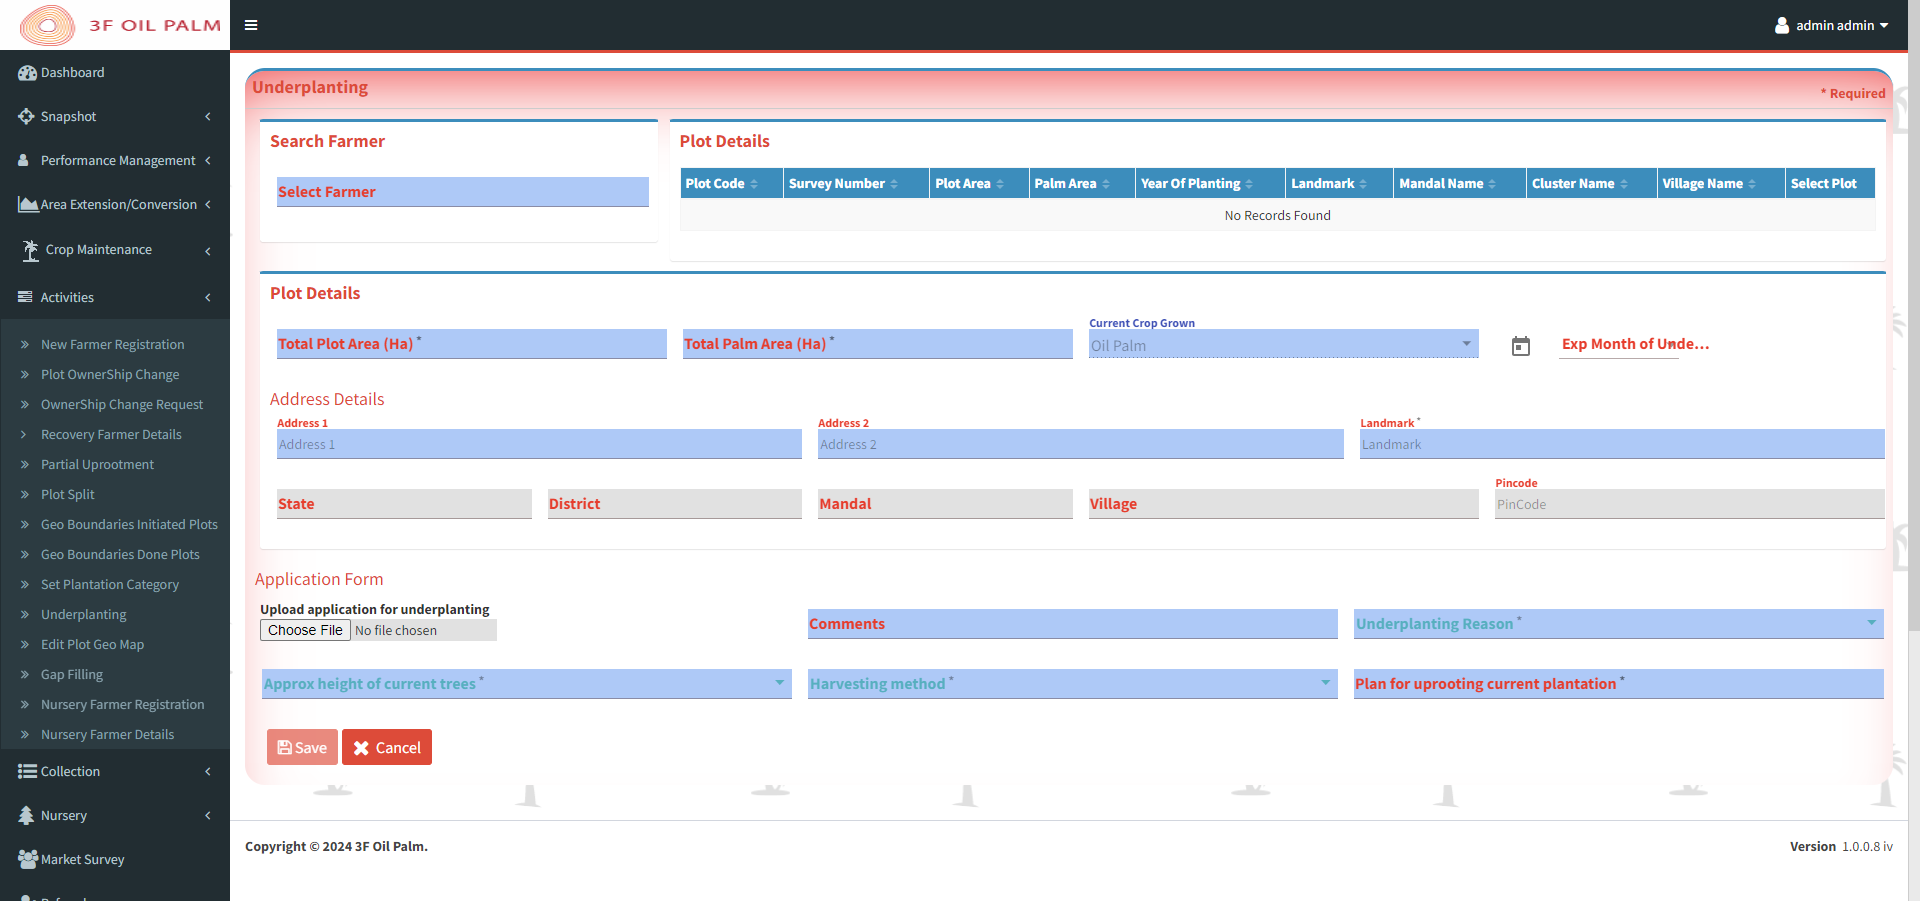 3F OIL PALM
admin admin
Dashboard
Snapshot
Performance Management
Area Extension/Conversion
Crop Maintenance
Activities
New Farmer Registration
Plot OwnerShip Change
OwnerShip Change Request
Recovery Farmer Details
Partial Uprootment
Plot Split
Geo Boundaries Initiated Plots
Geo Boundaries Done Plots
Set Plantation Category
Underplanting
Edit Plot Geo Map
Gap Filling
Nursery Farmer Registration
Nursery Farmer Details
Collection
Nursery
Market Survey
Underplanting
* Required
Search Farmer
Select Farmer
Plot Details
Plot Code Survey Number Plot Area Palm Area Year Of Planting Landmark Mandal Name Cluster Name Village Name Select Plot
No Records Found
Plot Details
Total Plot Area (Ha) *
Total Palm Area (Ha) *
Current Crop Grown
Oil Palm
Exp Month of Unde...
Address Details
Address 1
Address 1
Address 2
Address 2
Landmark *
Landmark
State
District
Mandal
Village
Pincode
PinCode
Application Form
Upload application for underplanting
Choose File No file chosen
Comments
Underplanting Reason *
Approx height of current trees *
Harvesting method *
Plan for uprooting current plantation *
Save
Cancel
Copyright © 2024 3F Oil Palm.
Version 1.0.0.8 iv